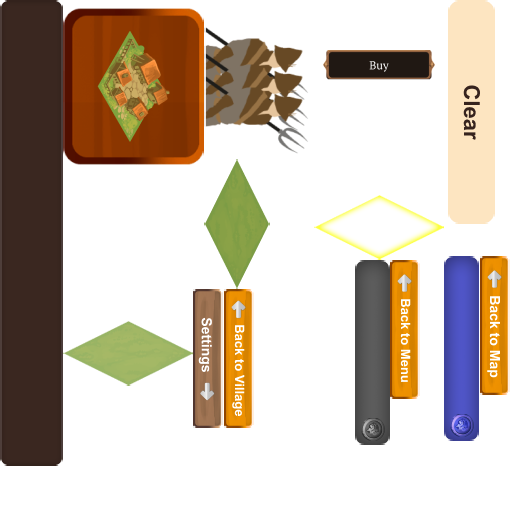 Buy
Clear
Settings
Back to Village
Back to Menu
Back to Map